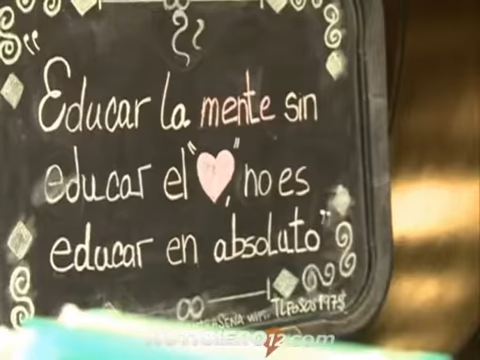 "Educar la mente sin
educar el "♥", no es
educar en absoluto"